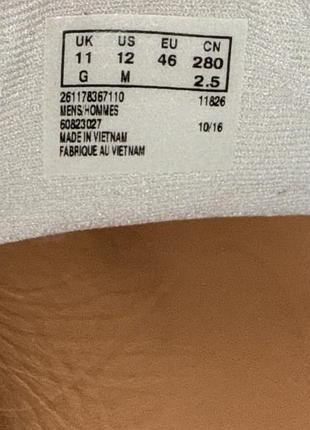 UK US EU CN
11 12 46 280
G M 2.5
261178367110 11826
MENS/HOMMES
60823027 10/16
MADE IN VIETNAM
FABRIQUE AU VIETNAM